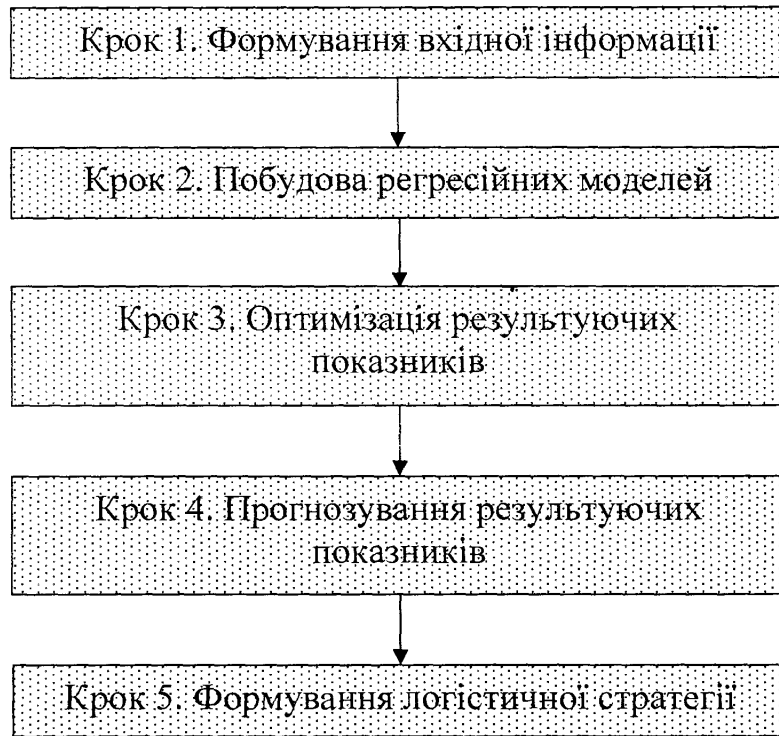 Крок 1. Формування вхідної інформації
Крок 2. Побудова регресійних моделей
Крок 3. Оптимізація результуючих
показників
Крок 4. Прогнозування результуючих
показників
Крок 5. Формування логістичної стратегії